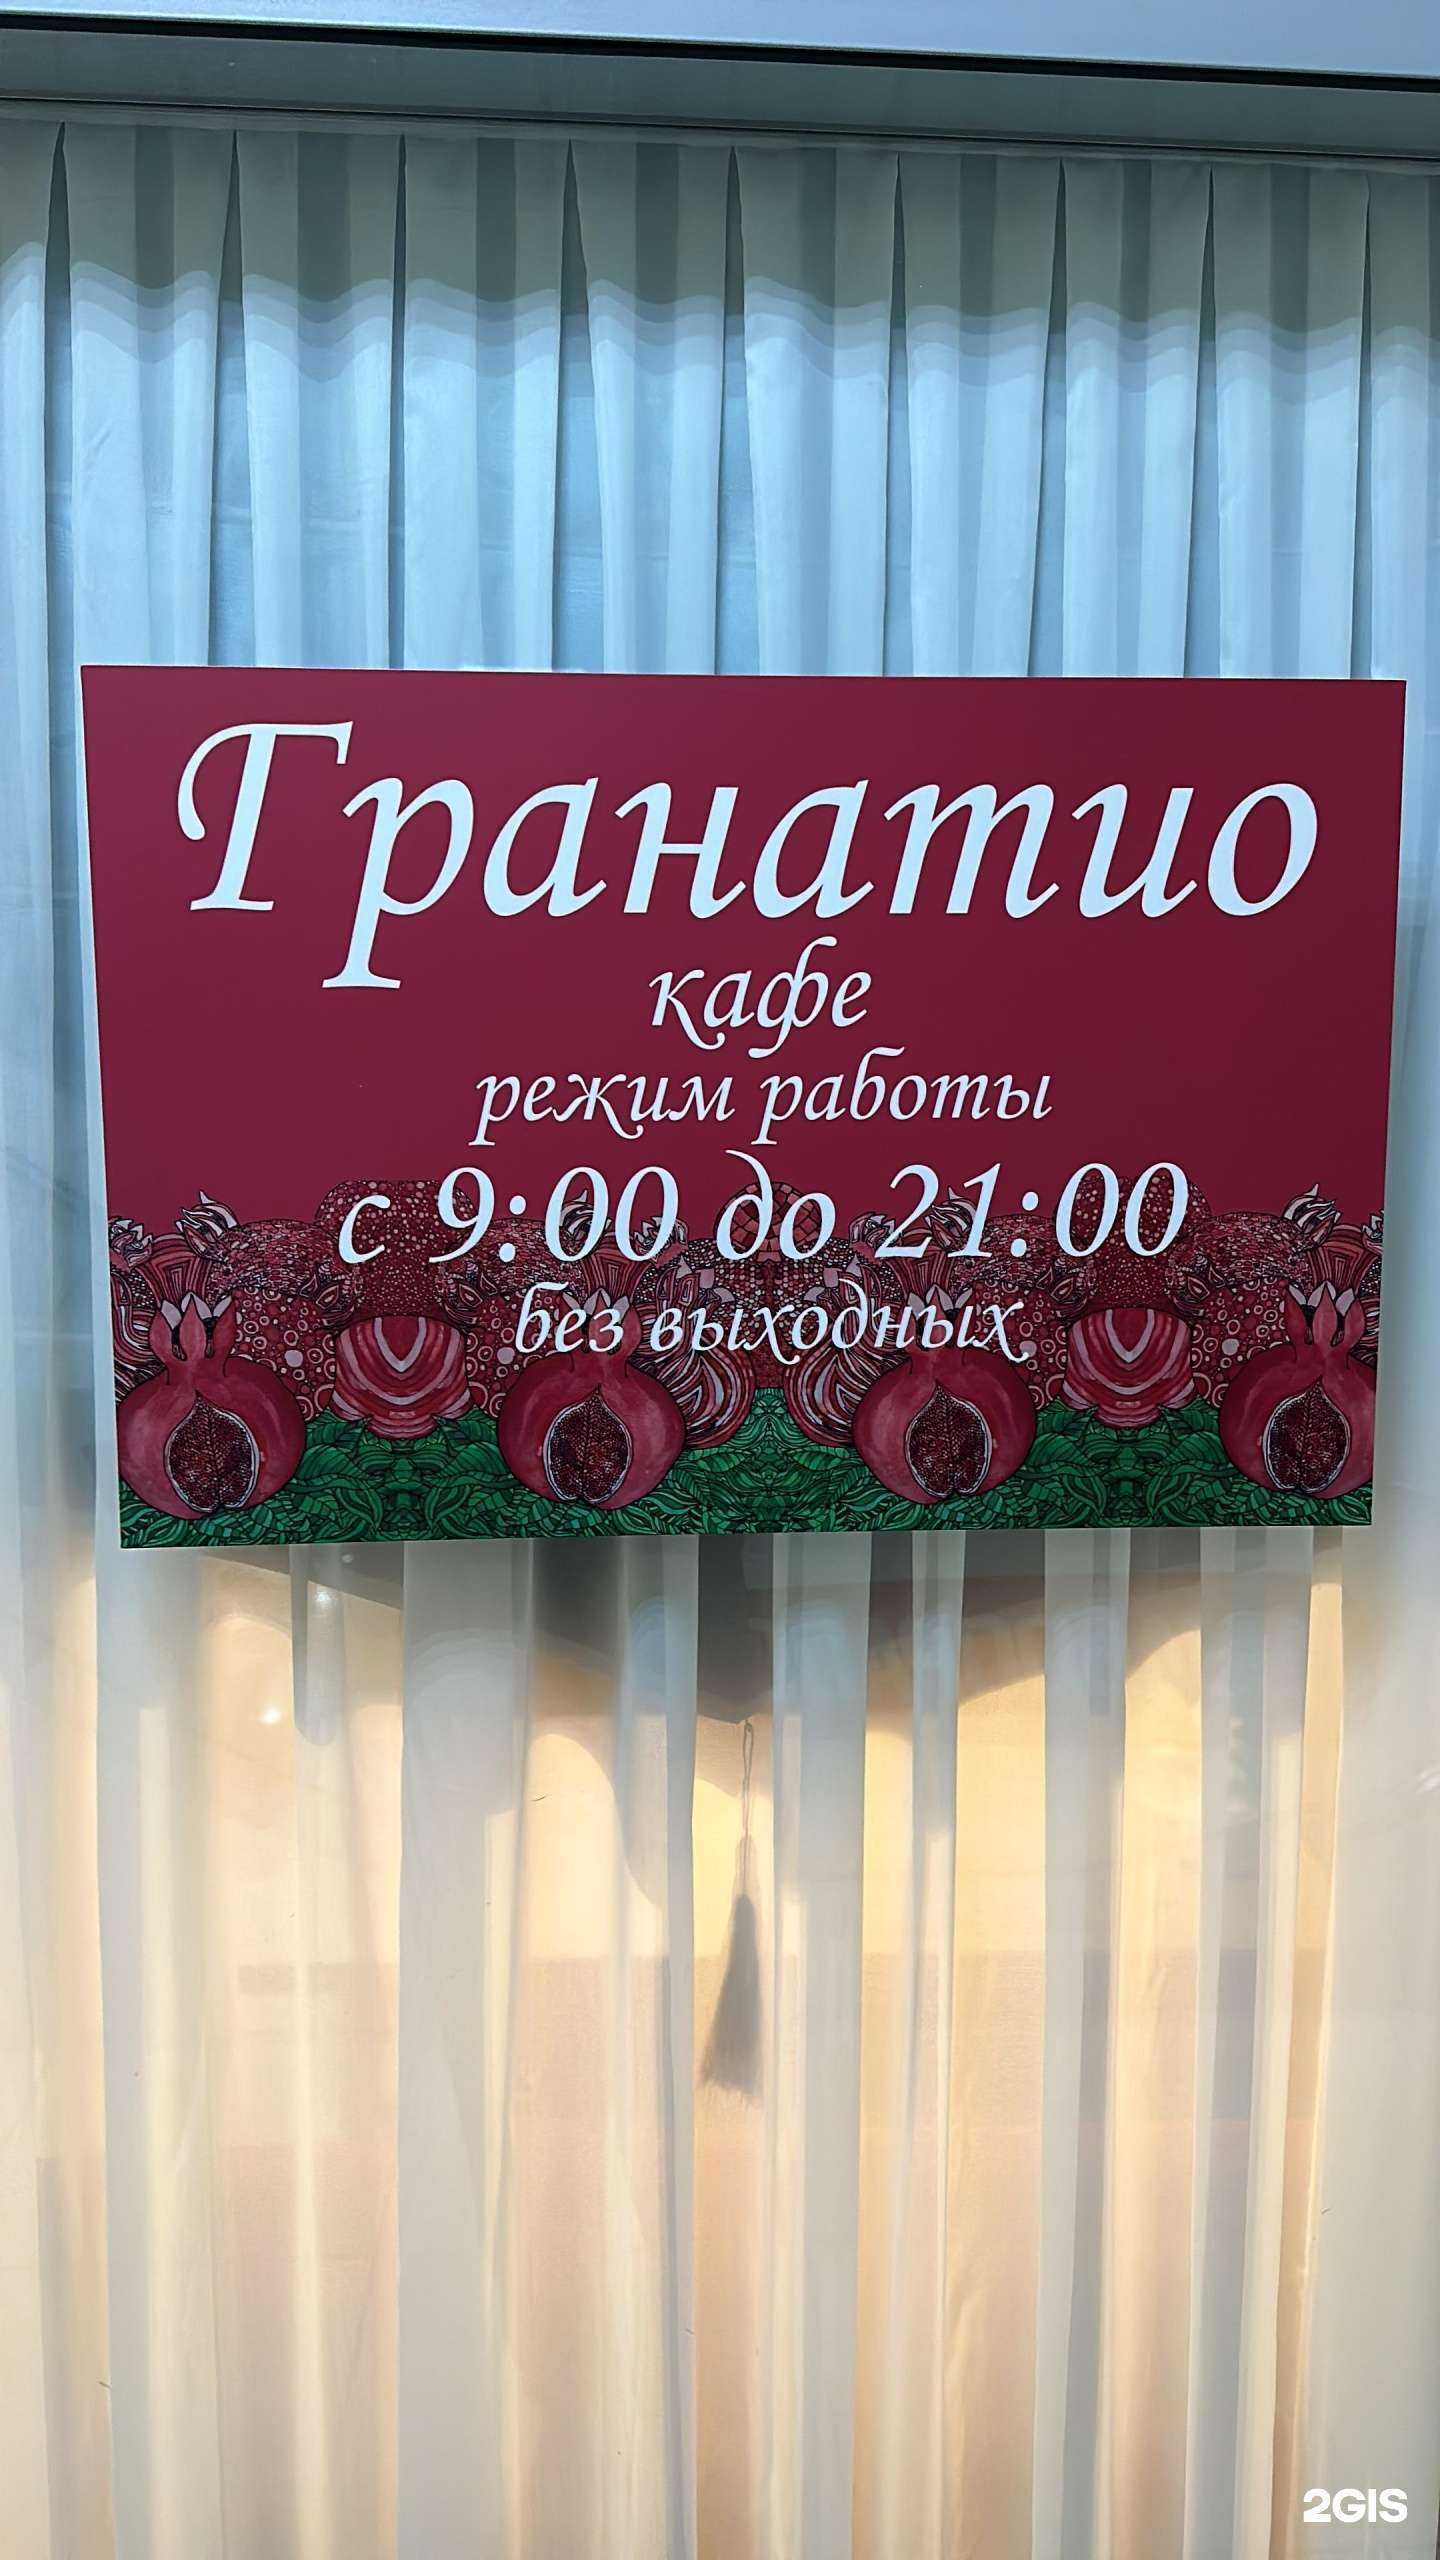 Гранатио
кафе
режим работы
с 9:00 до 21:00
без выходных
2GIS